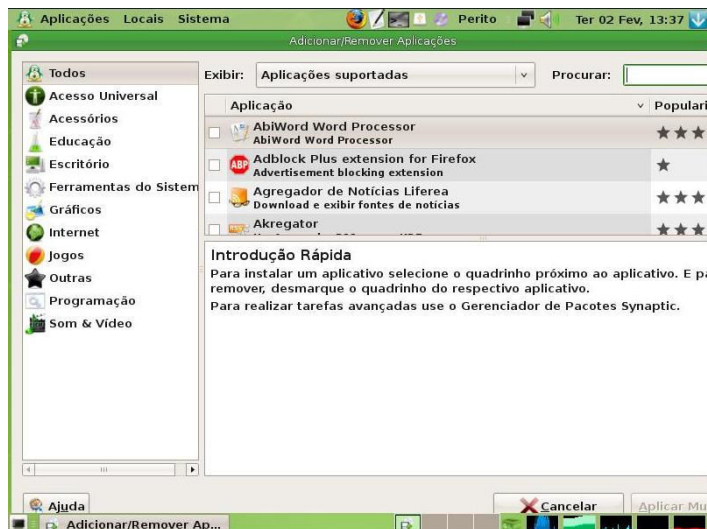 Aplicações Locais Sistema Perito Ter 02 Fev, 13:37
Adicionar/Remover Aplicações
Todos
Acesso Universal
Acessórios
Educação
Escritório
Ferramentas do Sistem
Gráficos
Internet
Jogos
Outras
Programação
Som & Vídeo
Exibir: Aplicações suportadas Procurar:
Aplicação Populari
AbiWord Word Processor
AbiWord Word Processor
ABP Adblock Plus extension for Firefox
Advertisement blocking extension
Agregador de Notícias Liferea
Download e exibir fontes de notícias
Akregator
Introdução Rápida
Para instalar um aplicativo selecione o quadrinho próximo ao aplicativo. E pa
remover, desmarque o quadrinho do respectivo aplicativo.
Para realizar tarefas avançadas use o Gerenciador de Pacotes Synaptic.
Ajuda Cancelar Aplicar Mu
Adicionar/Remover Ap...